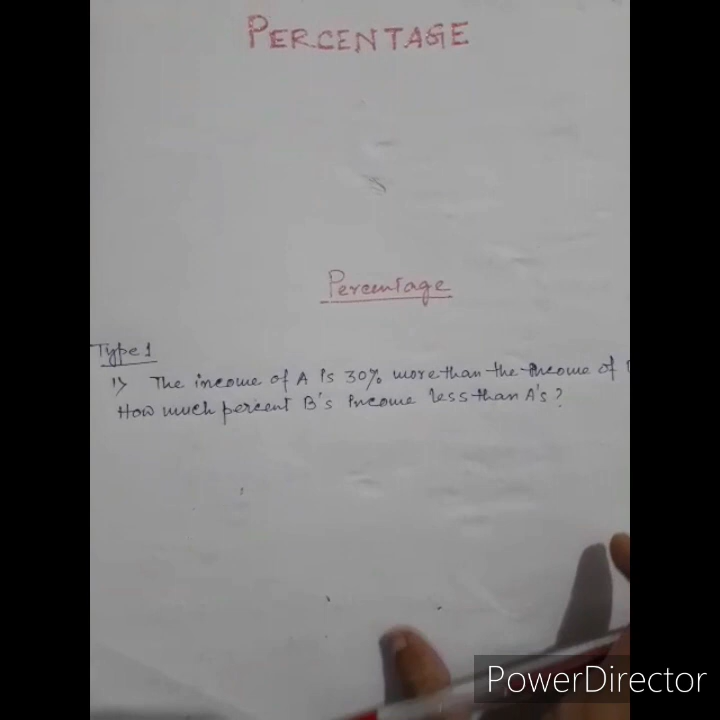 PERCENTAGE
Percentage
Type 1
1) The income of A is 30% more than the income of
How much percent B's income less than A's ?
PowerDirector